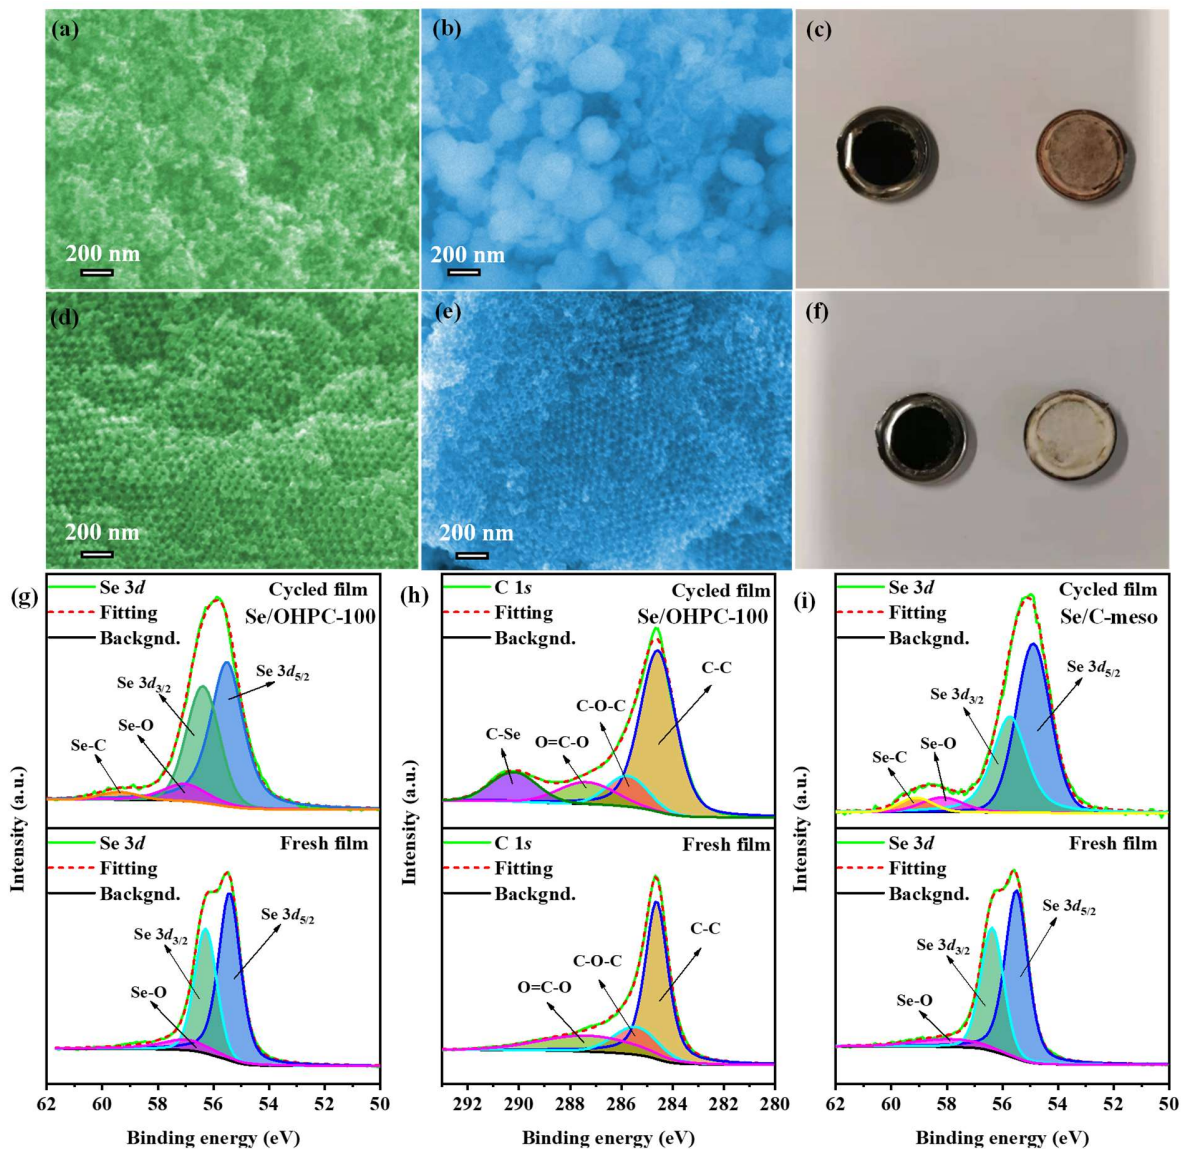 (a)
200 nm
(b)
200 nm
(c)
(d)
200 nm
(e)
200 nm
(f)
(g)
Se 3d
Fitting
Backgnd.
Cycled film
Se/OHPC-100
Se 3d3/2
Se 3d5/2
Se-O
Se-C
Se 3d
Fitting
Backgnd.
Fresh film
Se 3d3/2
Se 3d5/2
Se-O
Intensity (a.u.)
62 60 58 56 54 52 50
Binding energy (eV)
(h)
C 1s
Fitting
Backgnd.
Cycled film
Se/OHPC-100
C-C
C-O-C
O=C-O
C-Se
C 1s
Fitting
Backgnd.
Fresh film
C-C
C-O-C
O=C-O
Intensity (a.u.)
292 290 288 286 284 282 280
Binding energy (eV)
(i)
Se 3d
Fitting
Backgnd.
Cycled film
Se/C-meso
Se 3d5/2
Se 3d3/2
Se-O
Se-C
Se 3d
Fitting
Backgnd.
Fresh film
Se 3d5/2
Se 3d3/2
Se-O
Intensity (a.u.)
62 60 58 56 54 52 50
Binding energy (eV)